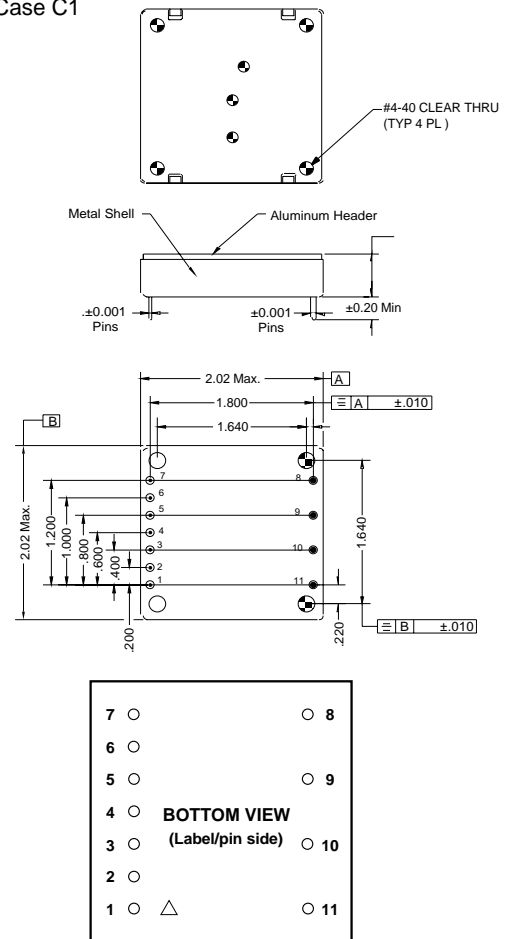 Case C1
#4-40 CLEAR THRU
(TYP 4 PL )
Metal Shell
Aluminum Header
.±0.001
Pins
±0.001
Pins
±0.20 Min
2.02 Max.
A
1.800
= A ±.010
1.640
B
2.02 Max.
1.200
1.000
.800
.600
.400
.200
7
6
5
4
3
2
1
8
9
10
11
1.640
.220
= B ±.010
7 8
6
5 9
4 BOTTOM VIEW
3 (Label/pin side) 10
2
1 11